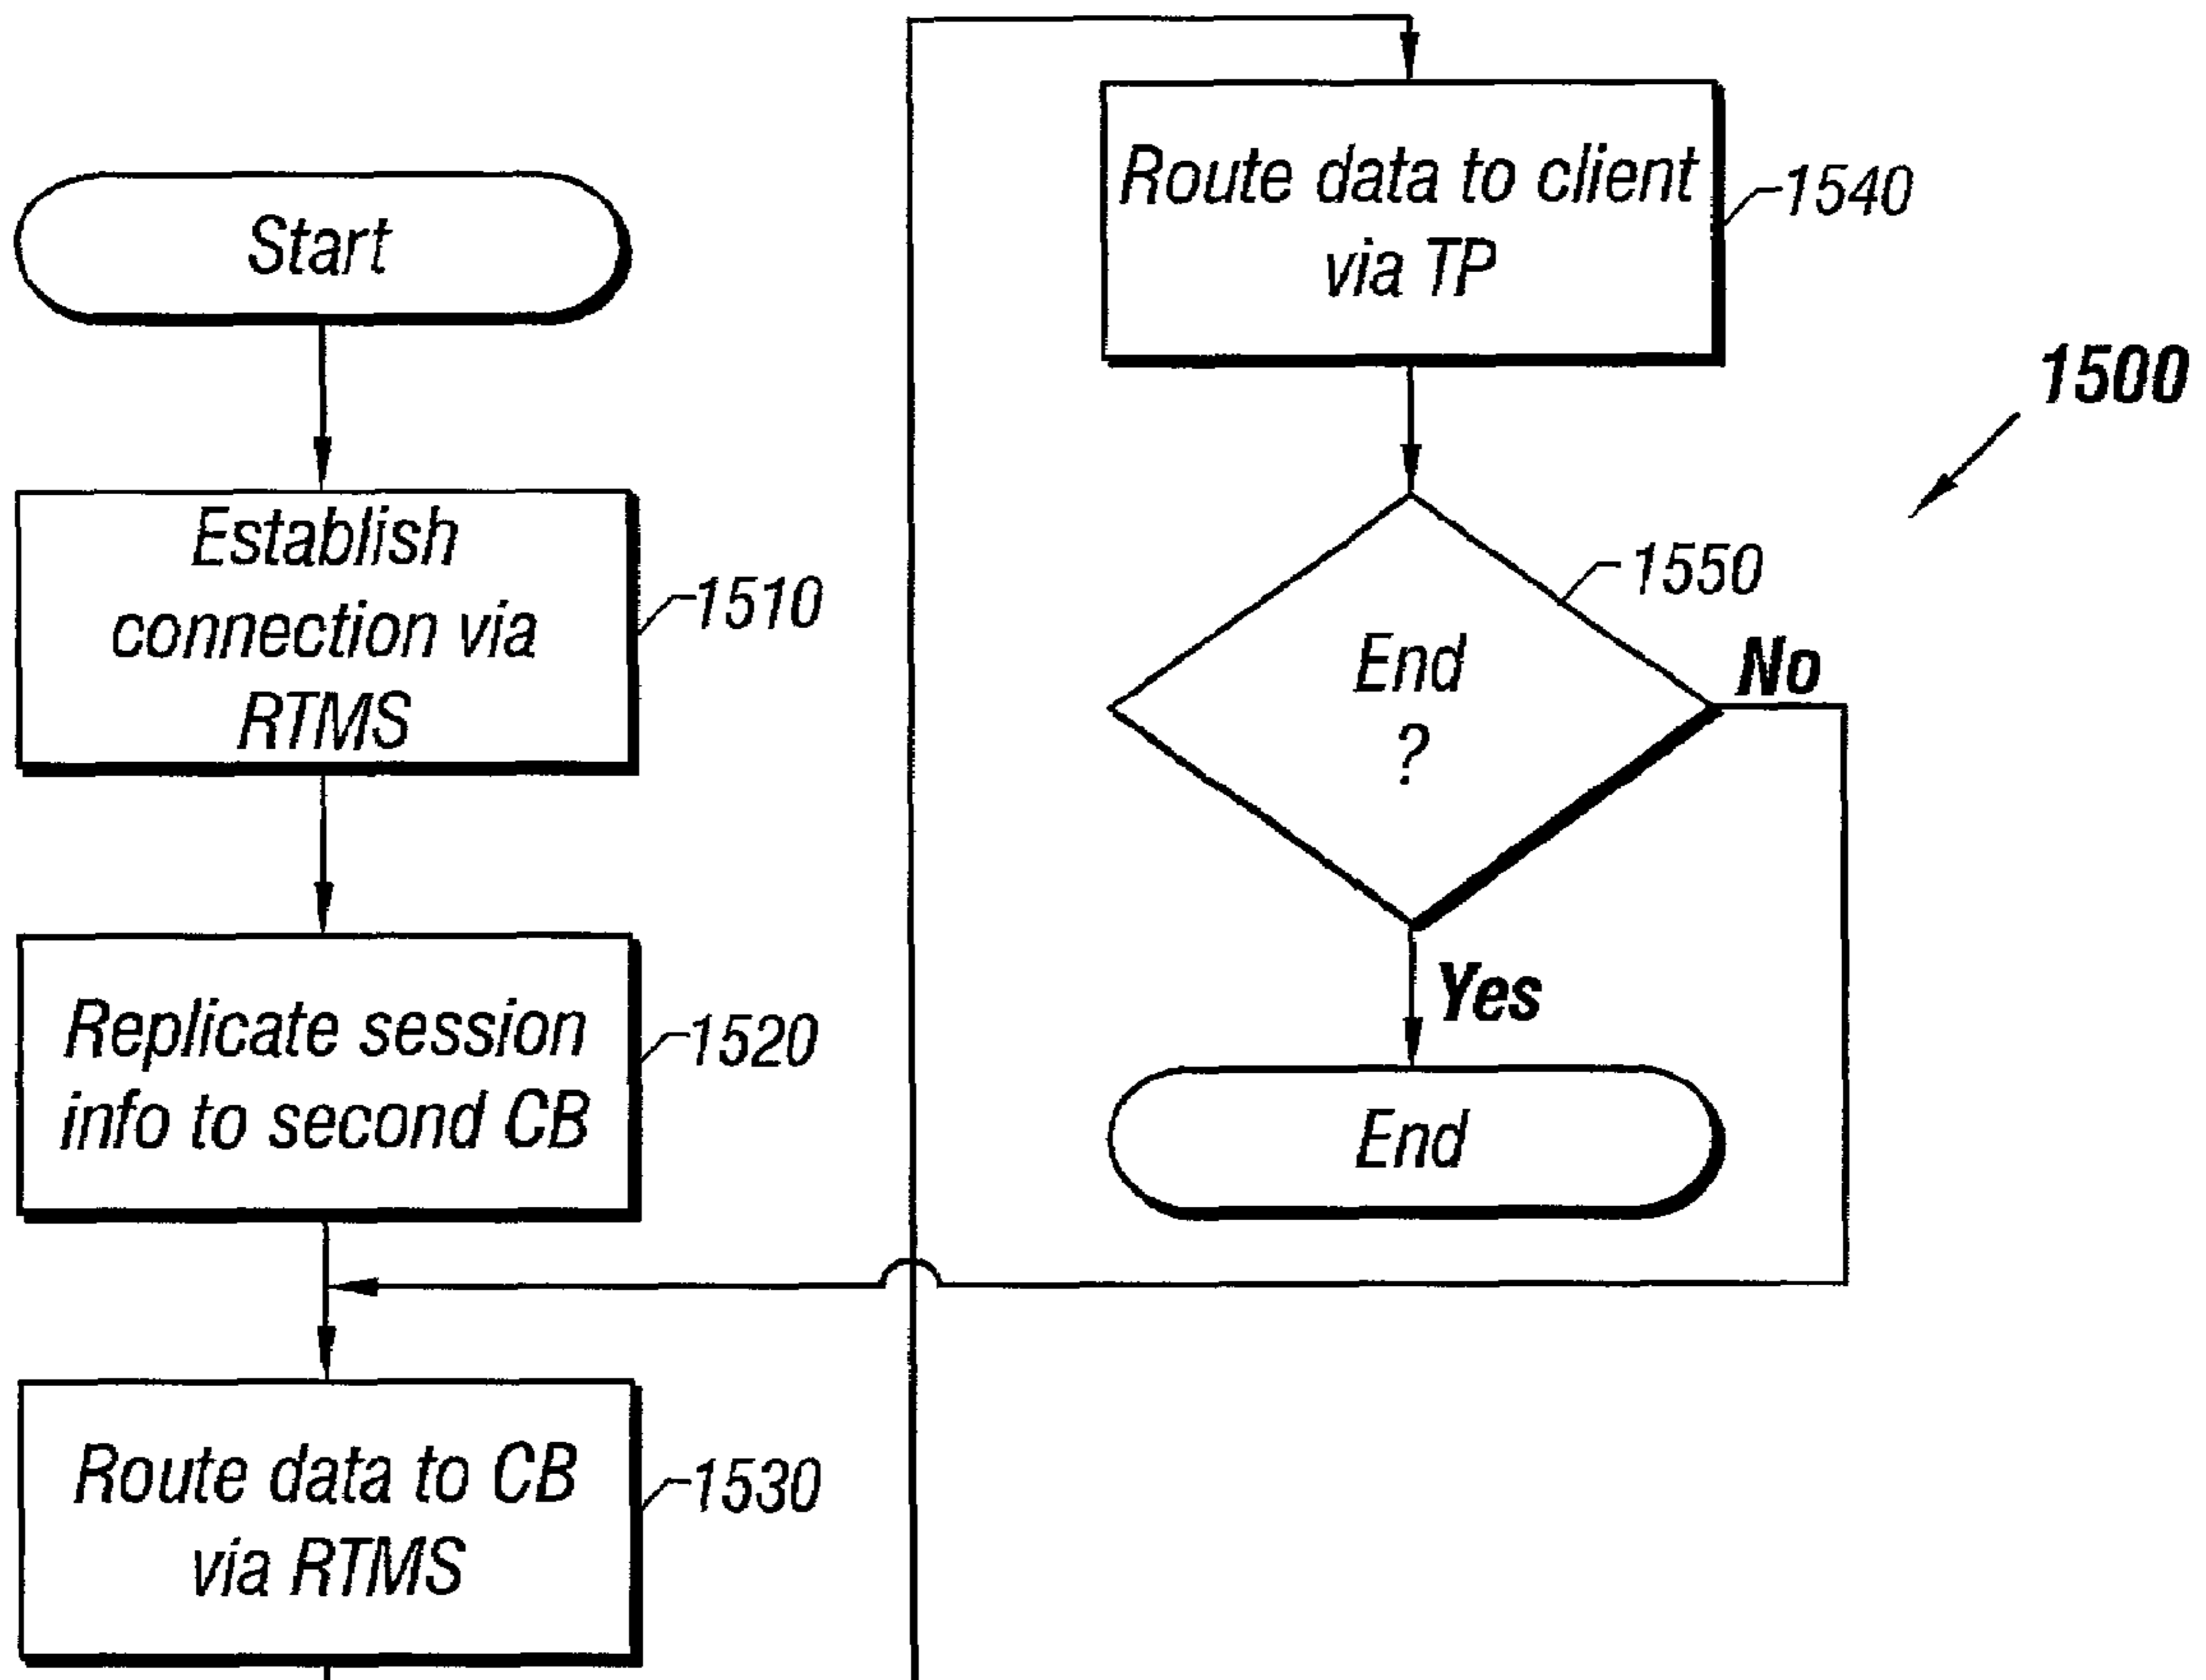 Start
Establish
connection via
RTMS
1510
Replicate session
info to second CB
1520
Route data to CB
via RTMS
1530
Route data to client
via TP
1540
1500
End
?
1550
No
Yes
End